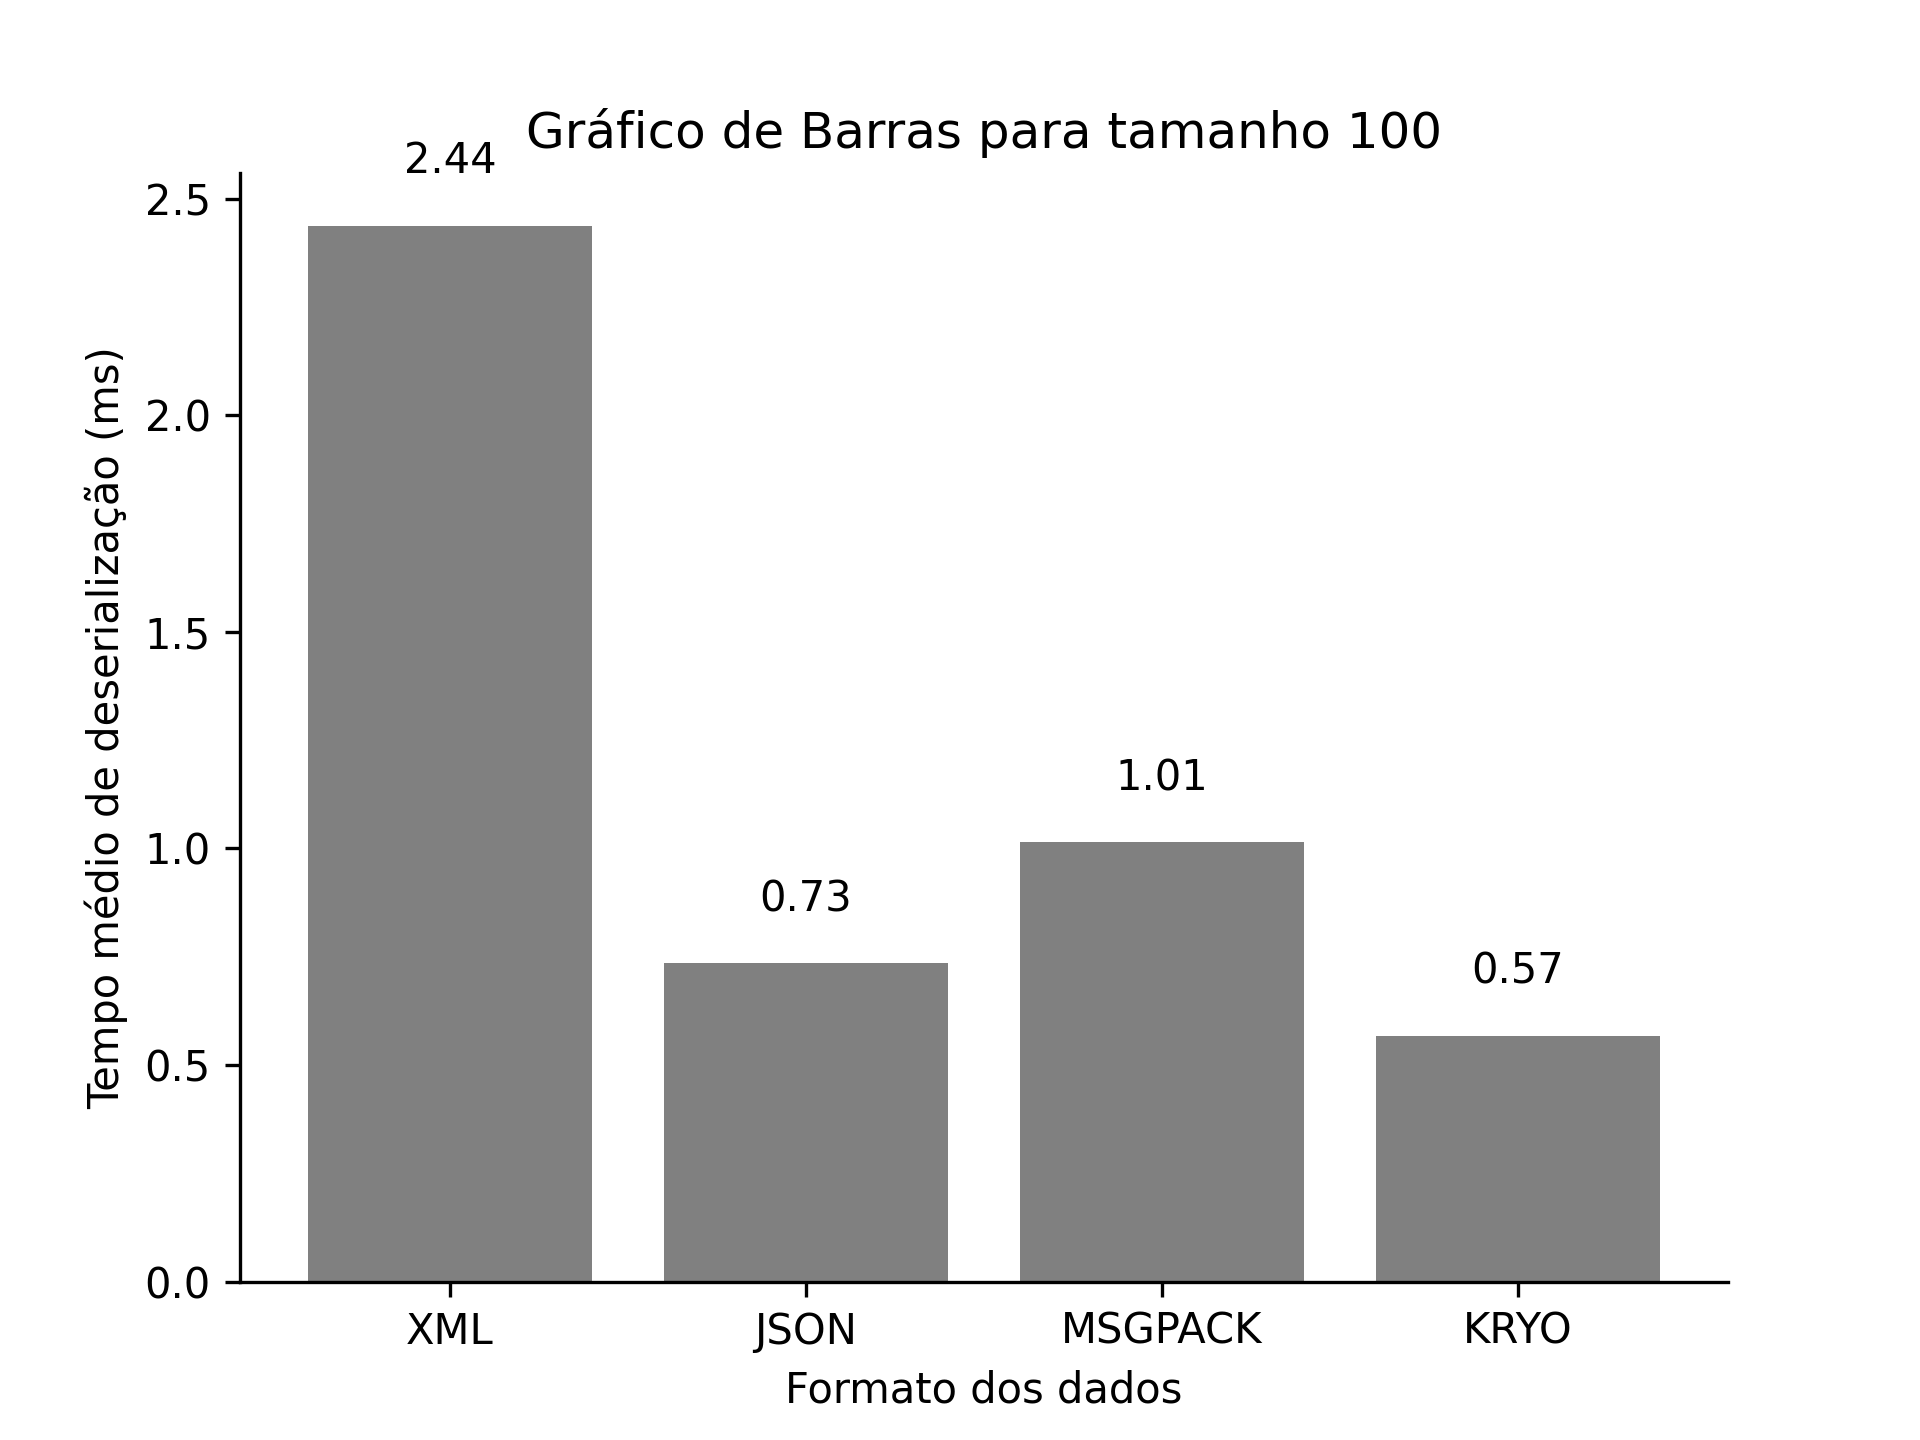 Gráfico de Barras para tamanho 100
2.44
2.5
2.0
1.5
1.0
0.5
0.0
Tempo médio de deserialização (ms)
0.73
1.01
0.57
XML
JSON
MSGPACK
KRYO
Formato dos dados